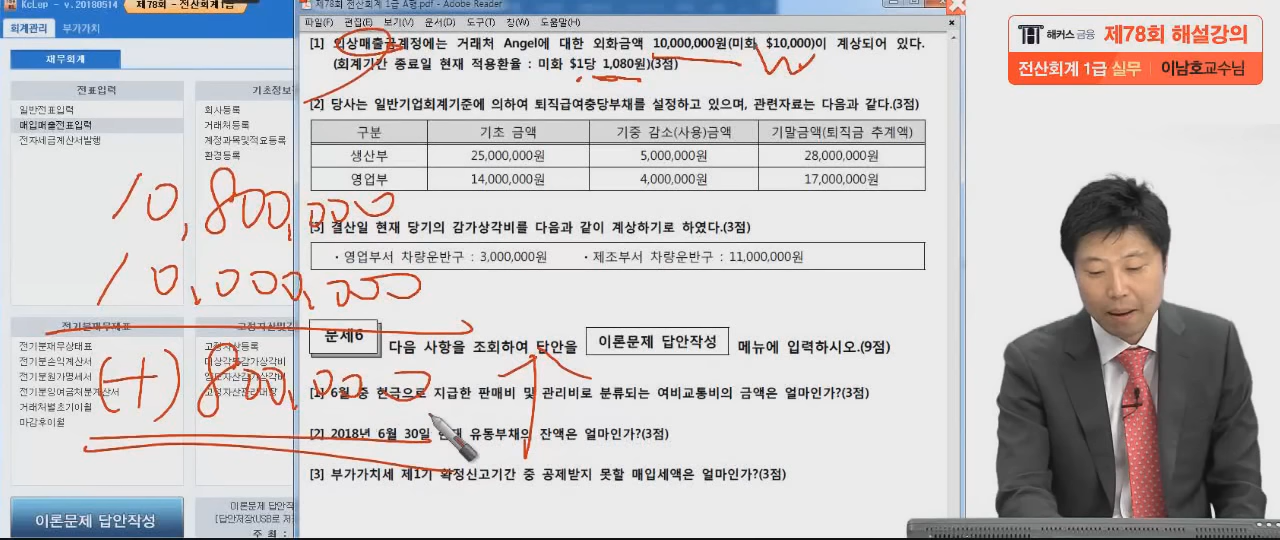 KcLep - v.20180514
제78회 - 전산회계1급
회계관리 부가가치
재무회계
전표입력
일반전표입력
매입매출전표입력
전자세금계산서발행
기초정보
회사등록
거래처등록
계정과목및적요등록
환경등록
전기분재무제표
전기분재무상태표
전기분손익계산서
전기분원가명세서
전기분잉여금처분계산서
거래처별초기이월
마감후이월
고정자산등록
이론문제 답안작성
주 :
제78회 전산회계 1급 A형.pdf - Adobe Reader
파일(F) 편집(E) 보기(V) 문서(D) 도구(T) 창(W) 도움말(H)
[1] 외상매출금계정에는 거래처 Angel에 대한 외화금액 10,000,000원(미화 $10,000)이 계상되어 있다.
(회계기간 종료일 현재 적용환율 : 미화 $1당 1,080원)(3점)
[2] 당사는 일반기업회계기준에 의하여 퇴직급여충당부채를 설정하고 있으며, 관련자료는 다음과 같다.(3점)
구분 기초 금액 기중 감소(사용)금액 기말금액(퇴직금 추계액)
생산부 25,000,000원 5,000,000원 28,000,000원
영업부 14,000,000원 4,000,000원 17,000,000원
[3] 결산일 현재 당기의 감가상각비를 다음과 같이 계상하기로 하였다.(3점)
· 영업부서 차량운반구 : 3,000,000원 · 제조부서 차량운반구 : 11,000,000원
문제6 다음 사항을 조회하여 답안을 이론문제 답안작성 메뉴에 입력하시오.(9점)
[1] 6월 중 현금으로 지급한 판매비 및 관리비로 분류되는 여비교통비의 금액은 얼마인가?(3점)
[2] 2018년 6월 30일 현재 유동부채의 잔액은 얼마인가?(3점)
[3] 부가가치세 제1기 확정신고기간 중 공제받지 못할 매입세액은 얼마인가?(3점)
10,800,000
10,000,000
(+) 800,000
해커스 금융 제78회 해설강의
전산회계 1급 실무 | 이남호교수님